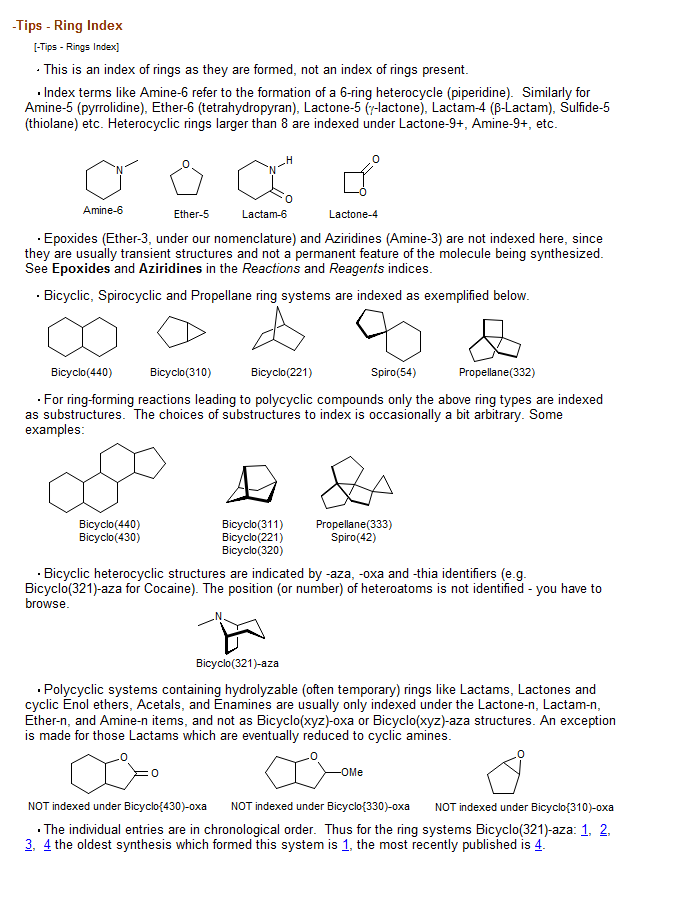 -Tips - Ring Index
[-Tips - Rings Index]
· This is an index of rings as they are formed, not an index of rings present.
· Index terms like Amine-6 refer to the formation of a 6-ring heterocycle (piperidine).  Similarly for
Amine-5 (pyrrolidine), Ether-6 (tetrahydropyran), Lactone-5 (γ-lactone), Lactam-4 (β-Lactam), Sulfide-5
(thiolane) etc. Heterocyclic rings larger than 8 are indexed under Lactone-9+, Amine-9+, etc.
N O N H O O O
Amine-6 Ether-5 Lactam-6 Lactone-4
· Epoxides (Ether-3, under our nomenclature) and Aziridines (Amine-3) are not indexed here, since
they are usually transient structures and not a permanent feature of the molecule being synthesized.
See Epoxides and Aziridines in the Reactions and Reagents indices.
· Bicyclic, Spirocyclic and Propellane ring systems are indexed as exemplified below.
Bicyclo(440) Bicyclo(310) Bicyclo(221) Spiro(54) Propellane(332)
· For ring-forming reactions leading to polycyclic compounds only the above ring types are indexed
as substructures.  The choices of substructures to index is occasionally a bit arbitrary. Some
examples:
Bicyclo(440) Bicyclo(311) Propellane(333)
Bicyclo(430) Bicyclo(221) Spiro(42)
Bicyclo(320)
· Bicyclic heterocyclic structures are indicated by -aza, -oxa and -thia identifiers (e.g.
Bicyclo(321)-aza for Cocaine). The position (or number) of heteroatoms is not identified - you have to
browse.
N
Bicyclo(321)-aza
· Polycyclic systems containing hydrolyzable (often temporary) rings like Lactams, Lactones and
cyclic Enol ethers, Acetals, and Enamines are usually only indexed under the Lactone-n, Lactam-n,
Ether-n, and Amine-n items, and not as Bicyclo(xyz)-oxa or Bicyclo(xyz)-aza structures. An exception
is made for those Lactams which are eventually reduced to cyclic amines.
O O O OMe O
NOT indexed under Bicyclo{430)-oxa NOT indexed under Bicyclo{330)-oxa NOT indexed under Bicyclo{310)-oxa
· The individual entries are in chronological order.  Thus for the ring systems Bicyclo(321)-aza: 1,  2,
3,  4 the oldest synthesis which formed this system is 1, the most recently published is 4.